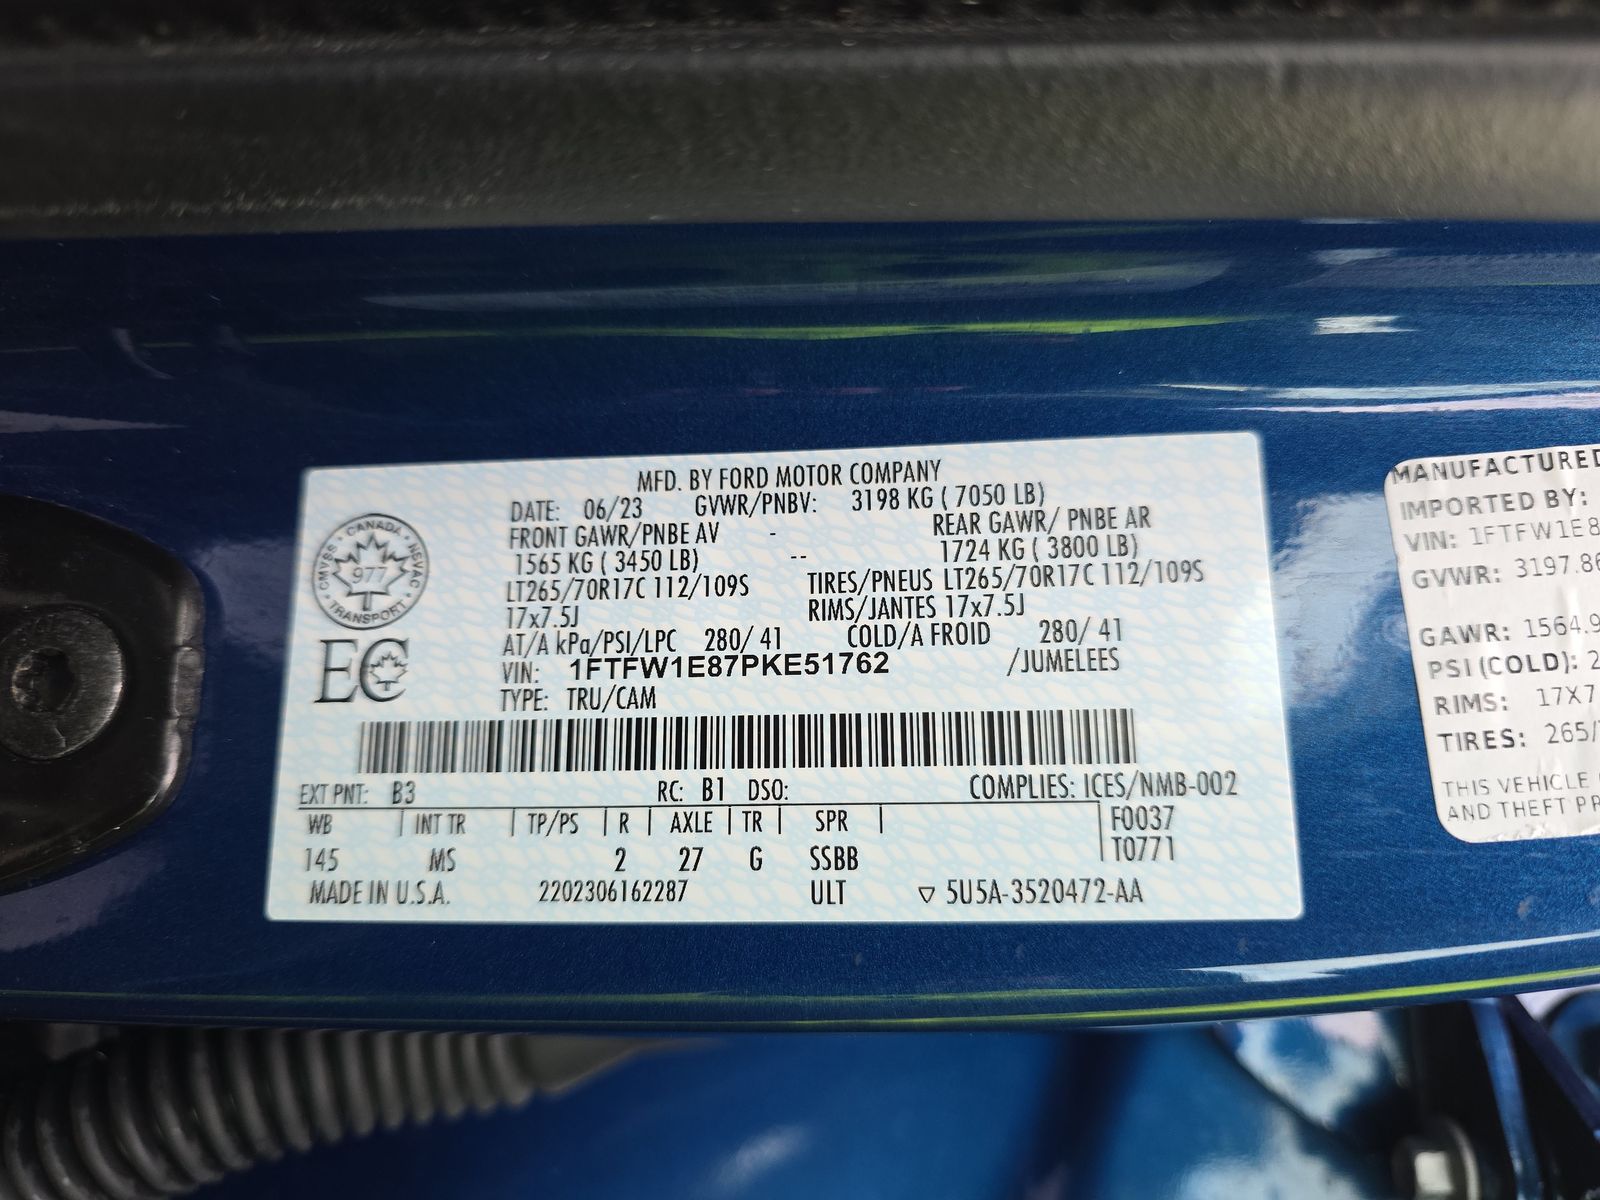 MFD. BY FORD MOTOR COMPANY
DATE: 06/23 GVWR/PNBV: 3198 KG ( 7050 LB)
FRONT GAWR/PNBE AV - REAR GAWR/ PNBE AR
1565 KG ( 3450 LB) -- 1724 KG ( 3800 LB)
LT265/70R17C 112/109S TIRES/PNEUS LT265/70R17C 112/109S
17x7.5J RIMS/JANTES 17x7.5J
AT/A kPa/PSI/LPC 280/ 41 COLD/A FROID 280/ 41
VIN: 1FTFW1E87PKE51762 /JUMELEES
TYPE: TRU/CAM
CANADA
CMVSS NSVAC
977
TRANSPORT
EC
EXT PNT: B3 RC: B1 DSO: COMPLIES: ICES/NMB-002
WB | INT TR | TP/PS | R | AXLE | TR | SPR | F0037
145 MS 2 27 G SSBB | T0771
MADE IN U.S.A. 2202306162287 ULT ▽ 5U5A-3520472-AA
MANUFACTURED
IMPORTED BY:
VIN: 1FTFW1E8
GVWR: 3197.86
GAWR: 1564.9
PSI (COLD): 2
RIMS: 17X7
TIRES: 265/
THIS VEHICLE
AND THEFT PR